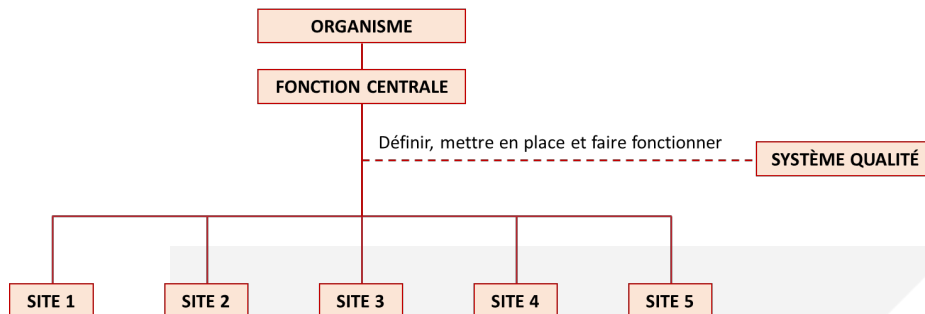 ORGANISME
FONCTION CENTRALE
Définir, mettre en place et faire fonctionner
SYSTÈME QUALITÉ
SITE 1
SITE 2
SITE 3
SITE 4
SITE 5